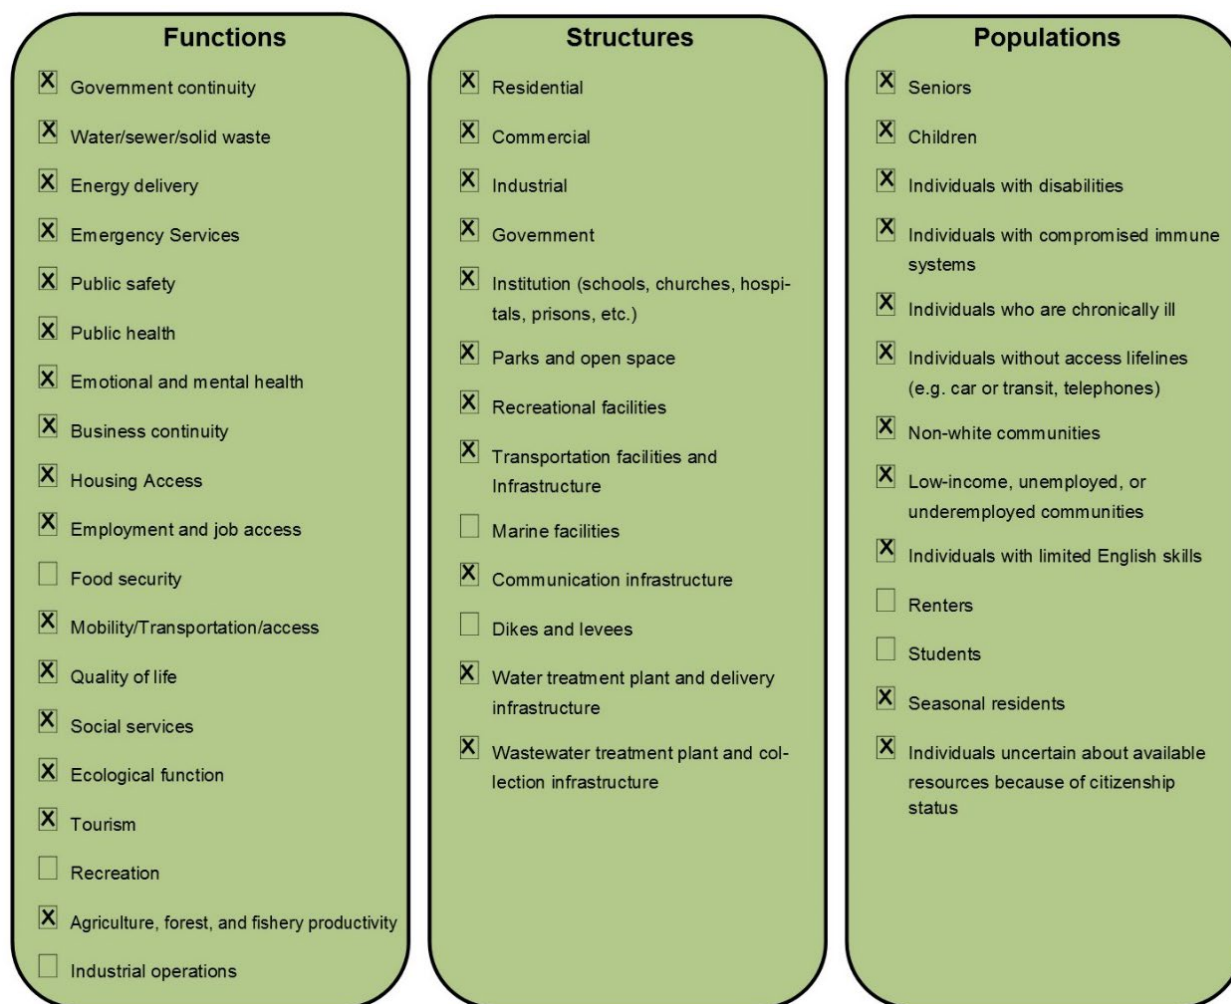 Functions
Government continuity
Water/sewer/solid waste
Energy delivery
Emergency Services
Public safety
Public health
Emotional and mental health
Business continuity
Housing Access
Employment and job access
Food security
Mobility/Transportation/access
Quality of life
Social services
Ecological function
Tourism
Recreation
Agriculture, forest, and fishery productivity
Industrial operations
Structures
Residential
Commercial
Industrial
Government
Institution (schools, churches, hospi-
tals, prisons, etc.)
Parks and open space
Recreational facilities
Transportation facilities and
Infrastructure
Marine facilities
Communication infrastructure
Dikes and levees
Water treatment plant and delivery
infrastructure
Wastewater treatment plant and col-
lection infrastructure
Populations
Seniors
Children
Individuals with disabilities
Individuals with compromised immune
systems
Individuals who are chronically ill
Individuals without access lifelines
(e.g. car or transit, telephones)
Non-white communities
Low-income, unemployed, or
underemployed communities
Individuals with limited English skills
Renters
Students
Seasonal residents
Individuals uncertain about available
resources because of citizenship
status